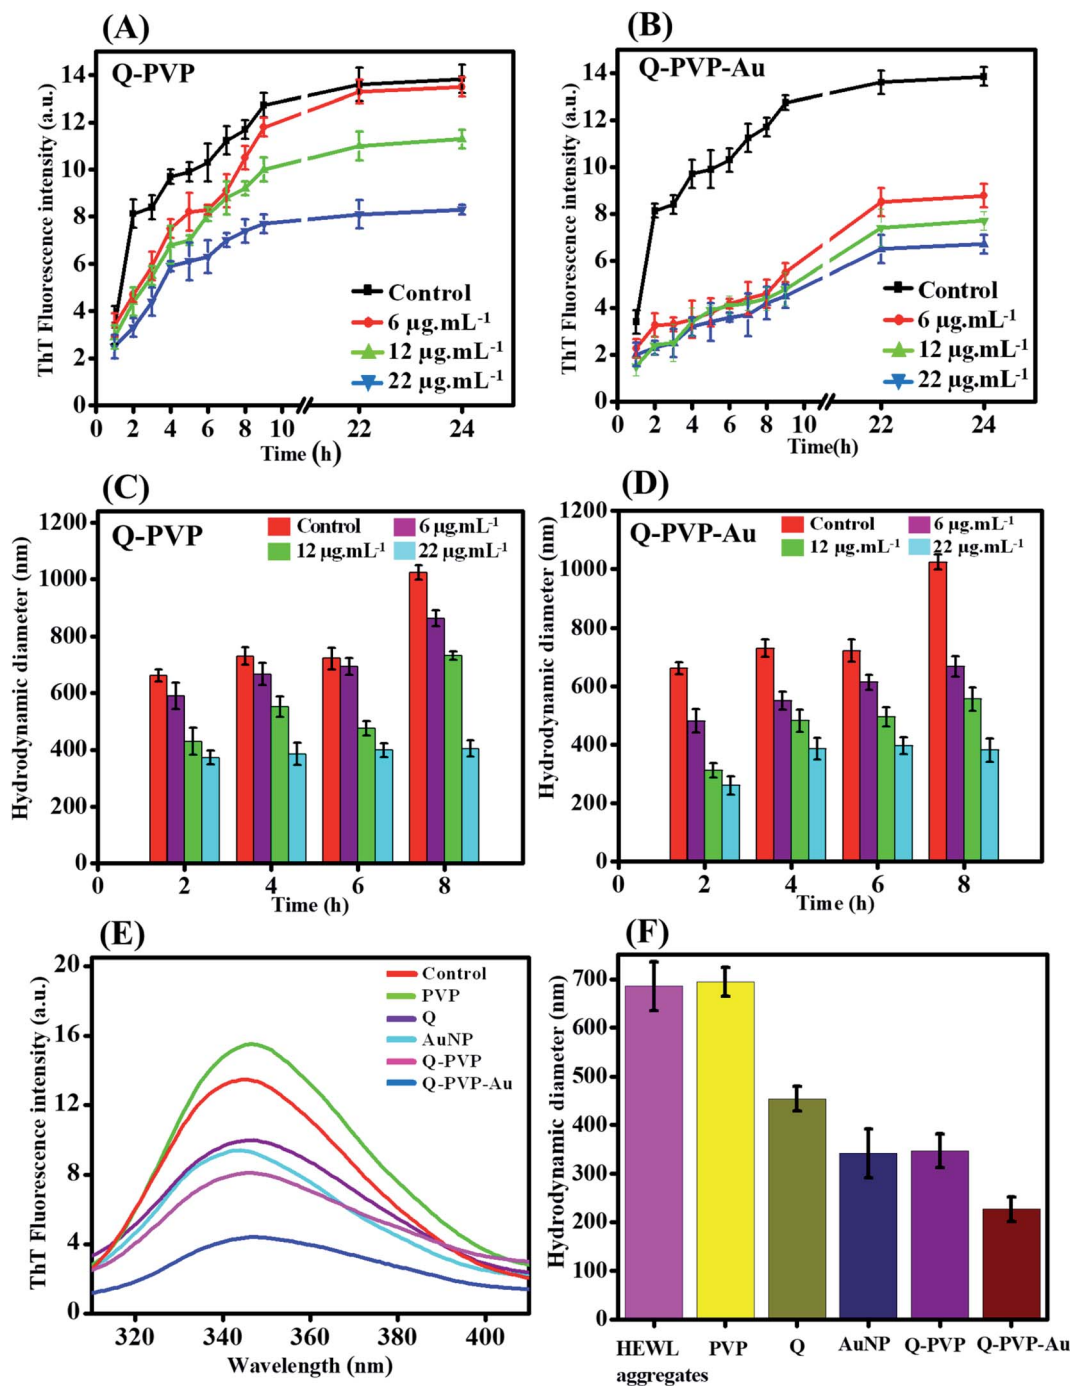 (A)
Q-PVP
ThT Fluorescence intensity (a.u.)
14
12
10
8
6
4
2
0
Control
6 µg.mL-1
12 µg.mL-1
22 µg.mL-1
0 2 4 6 8 10 22 24
Time (h)
(B)
Q-PVP-Au
ThT Fluorescence intensity (a.u.)
14
12
10
8
6
4
2
0
Control
6 µg.mL-1
12 µg.mL-1
22 µg.mL-1
0 2 4 6 8 10 22 24
Time(h)
(C)
Q-PVP
Control 6 µg.mL-1
12 µg.mL-1 22 µg.mL-1
Hydrodynamic diameter (nm)
1200
1000
800
600
400
200
0
0 2 4 6 8
Time (h)
(D)
Q-PVP-Au
Control 6 µg.mL-1
12 µg.mL-1 22 µg.mL-1
Hydrodynamic diameter (nm)
1200
1000
800
600
400
200
0
0 2 4 6 8
Time (h)
(E)
ThT Fluorescence intensity (a.u.)
20
16
12
8
4
0
Control
PVP
Q
AuNP
Q-PVP
Q-PVP-Au
320 340 360 380 400
Wavelength (nm)
(F)
Hydrodynamic diameter (nm)
700
600
500
400
300
200
100
0
HEWL aggregates PVP Q AuNP Q-PVP Q-PVP-Au